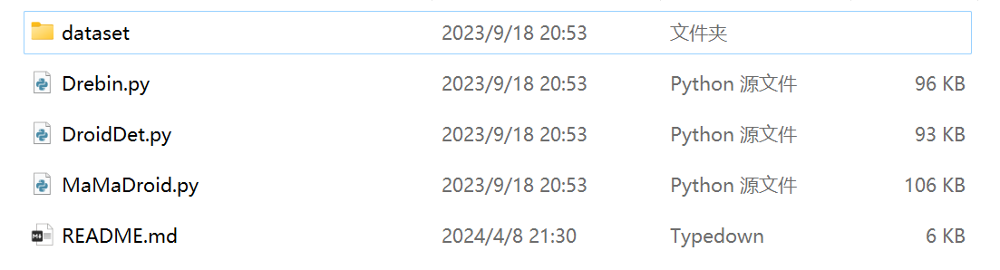 dataset 2023/9/18 20:53 文件夹
Drebin.py 2023/9/18 20:53 Python 源文件 96 KB
DroidDet.py 2023/9/18 20:53 Python 源文件 93 KB
MaMaDroid.py 2023/9/18 20:53 Python 源文件 106 KB
README.md 2024/4/8 21:30 Typedown 6 KB